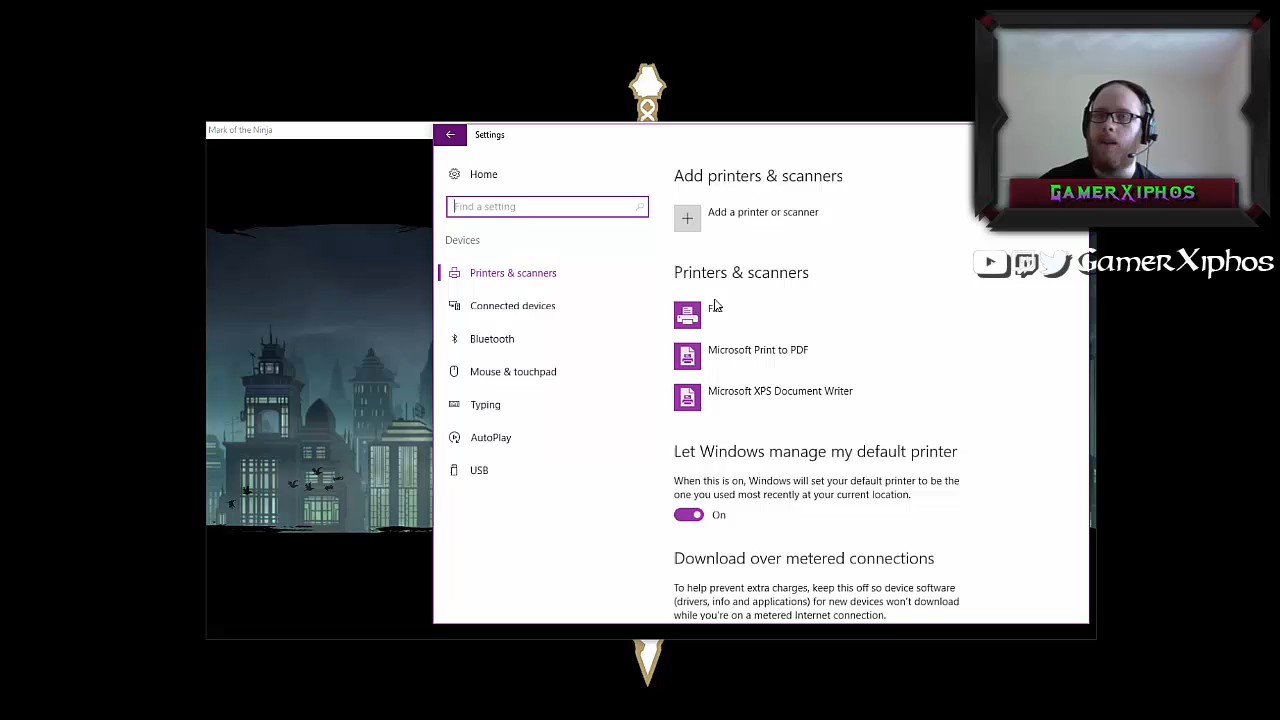 Mark of the Ninja
Settings
Home
Find a setting
Devices
Printers & scanners
Connected devices
Bluetooth
Mouse & touchpad
Typing
AutoPlay
USB
Add printers & scanners
Add a printer or scanner
Printers & scanners
Microsoft Print to PDF
Microsoft XPS Document Writer
Let Windows manage my default printer
When this is on, Windows will set your default printer to be the
one you used most recently at your current location.
On
Download over metered connections
To help prevent extra charges, keep this off so device software
(drivers, info and applications) for new devices won't download
while you're on a metered Internet connection.
GamerXiphos
GamerXiphos